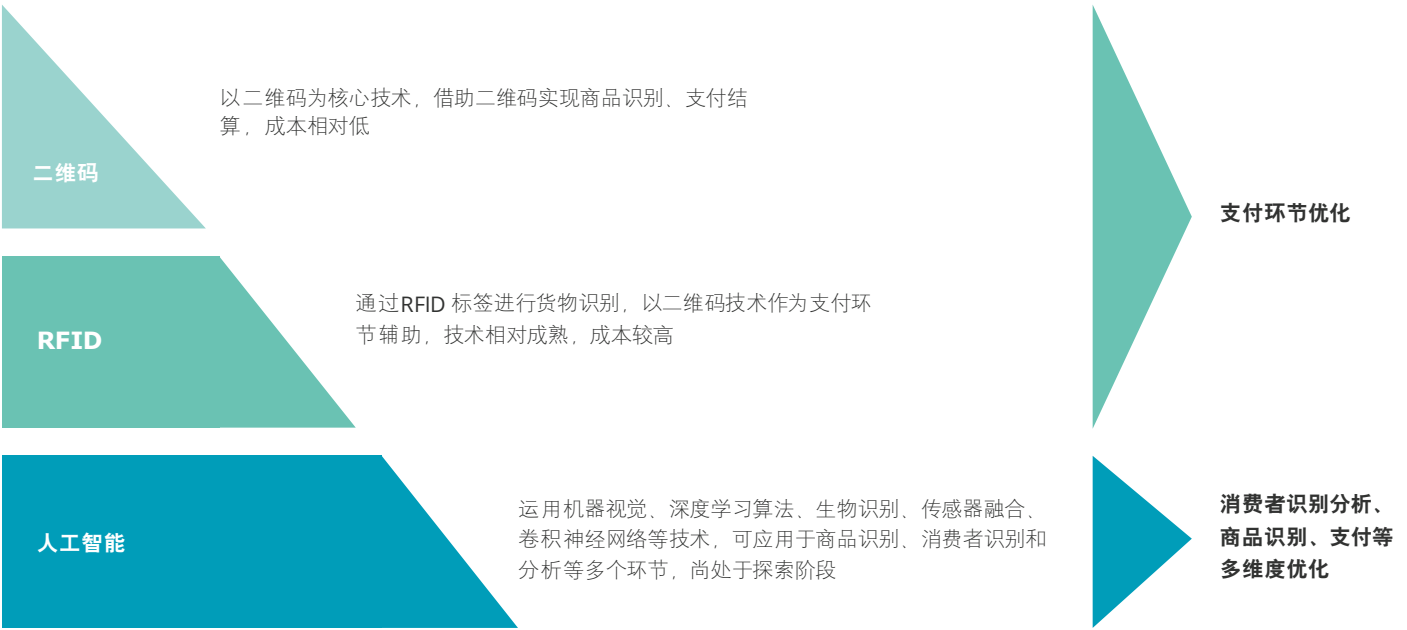 以二维码为核心技术，借助二维码实现商品识别、支付结
算，成本相对低
二维码
支付环节优化
通过RFID 标签进行货物识别，以二维码技术作为支付环
节辅助，技术相对成熟，成本较高
RFID
运用机器视觉、深度学习算法、生物识别、传感器融合、
卷积神经网络等技术，可应用于商品识别、消费者识别和
分析等多个环节，尚处于探索阶段
人工智能
消费者识别分析、
商品识别、支付等
多维度优化